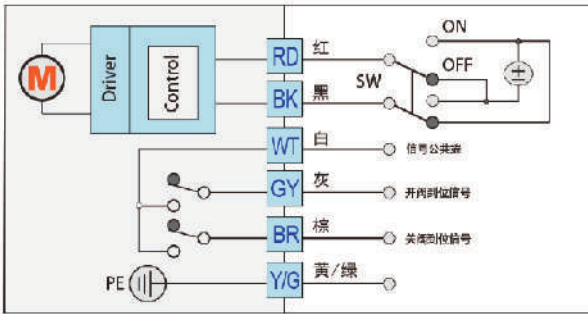 ON
RD 红
OFF
M
Driver
Control
SW
BK 黑
WT 白 信号公共端
GY 灰 开阀到位信号
BR 棕 关阀到位信号
PE Y/G 黄/绿